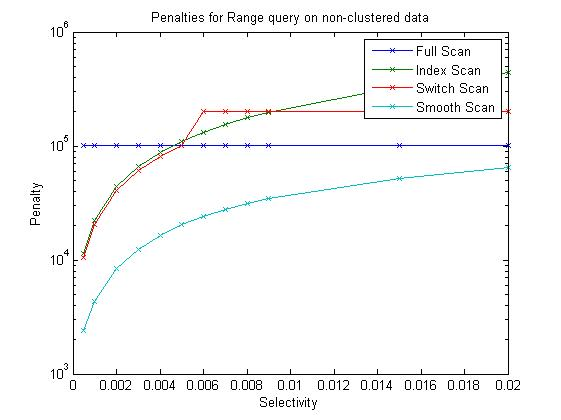 Penalties for Range query on non-clustered data
10^6
10^5
10^4
10^3
Penalty
Full Scan
Index Scan
Switch Scan
Smooth Scan
0 0.002 0.004 0.006 0.008 0.01 0.012 0.014 0.016 0.018 0.02
Selectivity